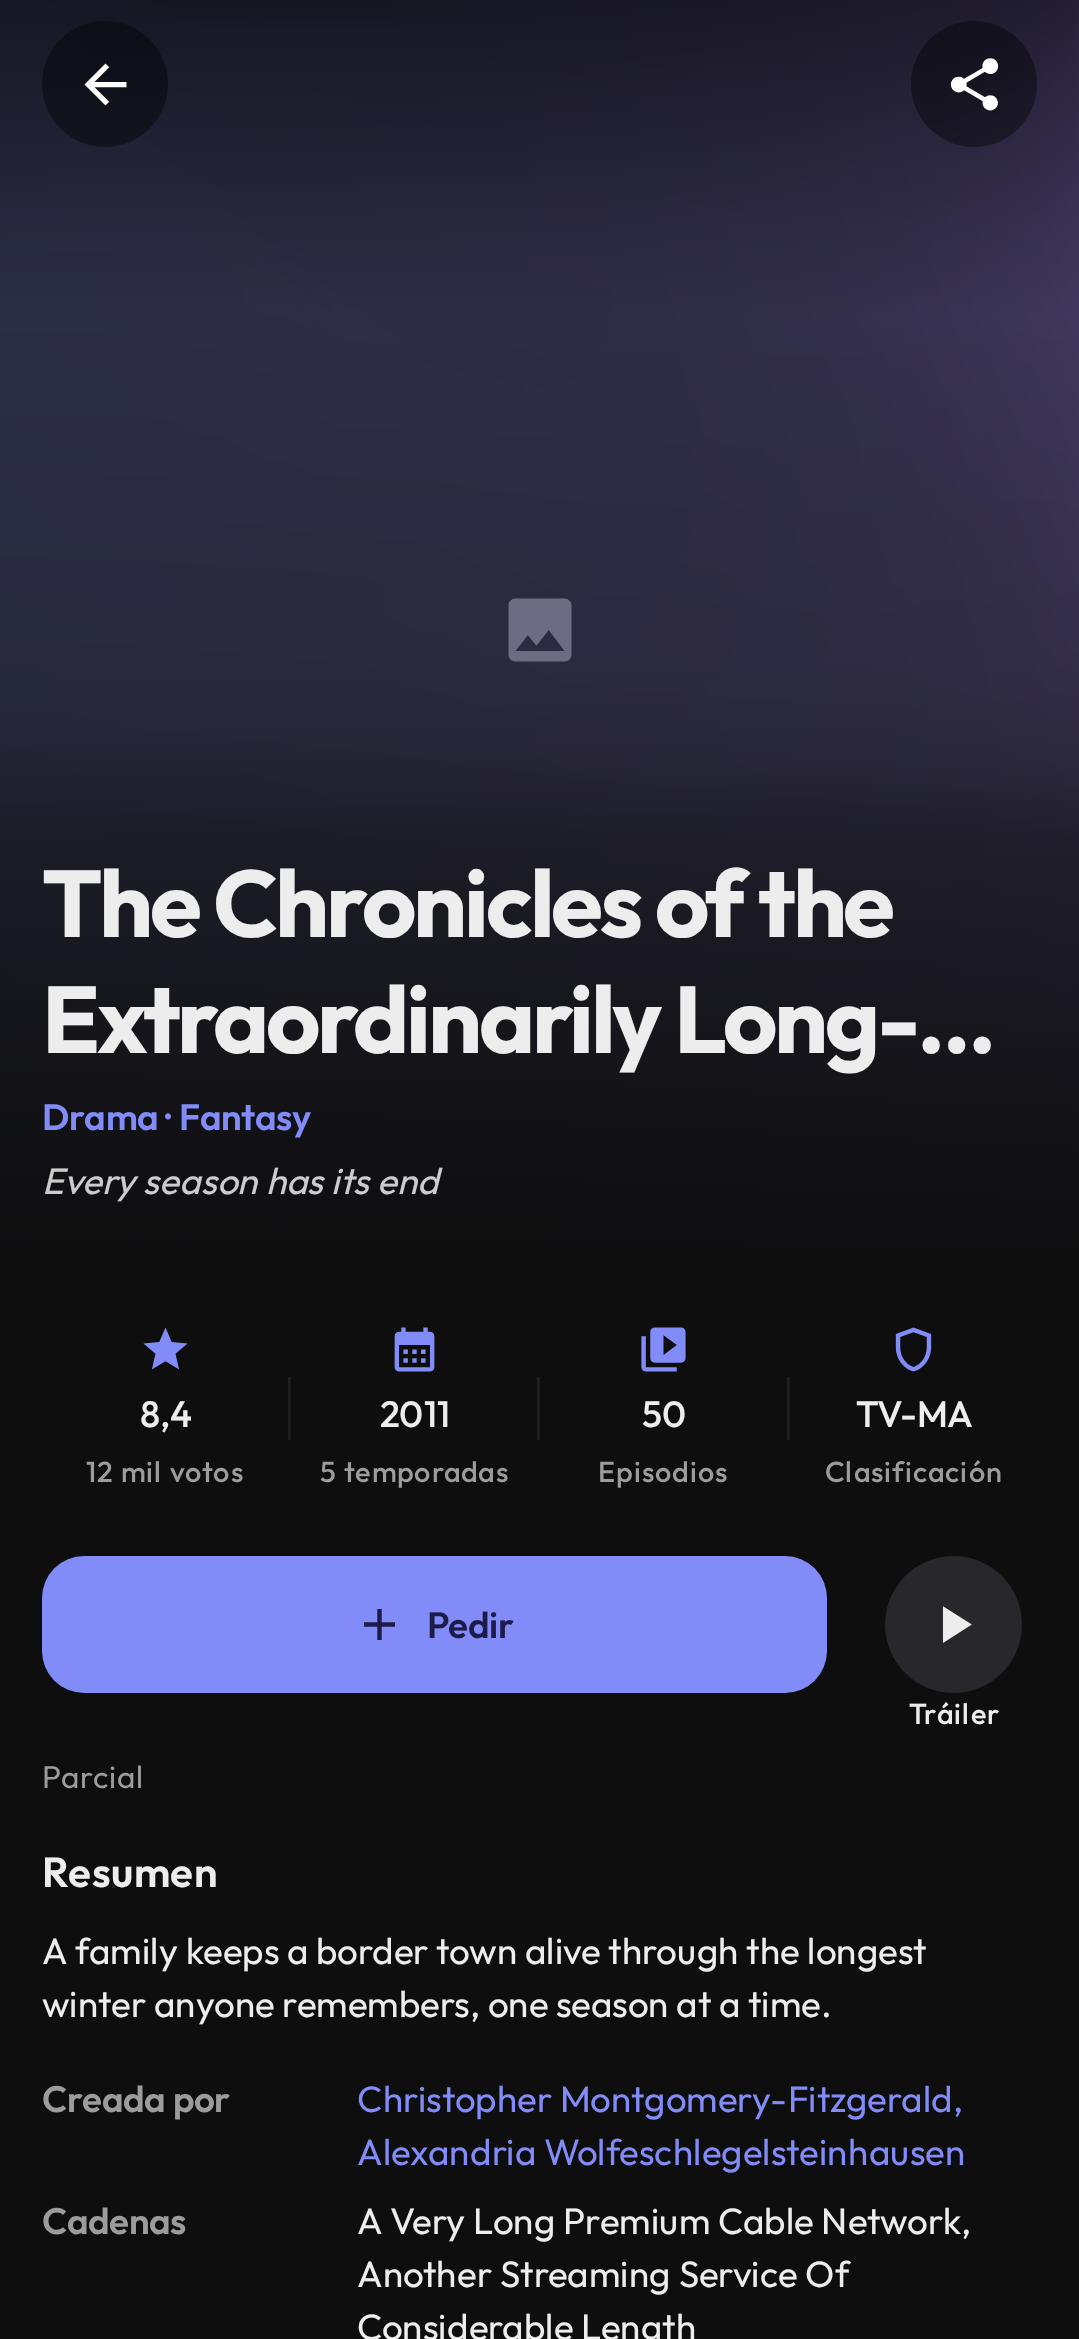 The Chronicles of the
Extraordinarily Long-...
Drama · Fantasy
Every season has its end
8,4
12 mil votos
2011
5 temporadas
50
Episodios
TV-MA
Clasificación
Pedir
Tráiler
Parcial
Resumen
A family keeps a border town alive through the longest
winter anyone remembers, one season at a time.
Creada por
Christopher Montgomery-Fitzgerald,
Alexandria Wolfeschlegelsteinhausen
Cadenas
A Very Long Premium Cable Network,
Another Streaming Service Of
Considerable Length